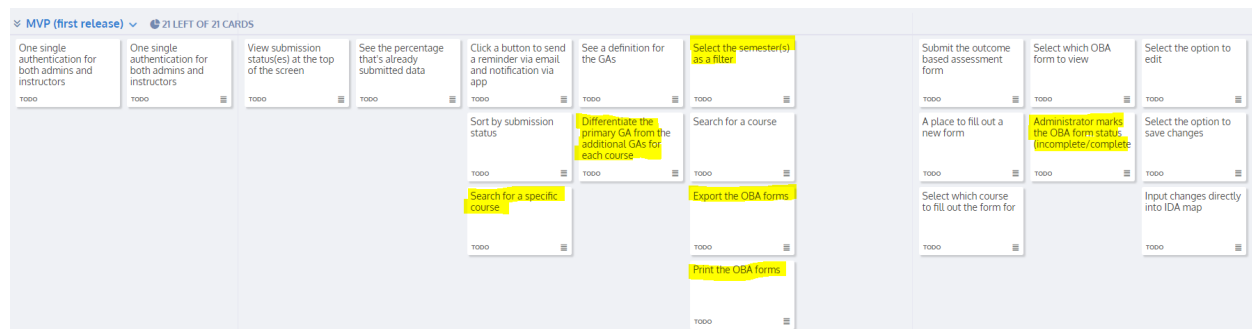 MVP (first release) 21 LEFT OF 21 CARDS
One single
authentication for
both admins and
instructors
TODO
One single
authentication for
both admins and
instructors
TODO
View submission
status(es) at the top
of the screen
TODO
See the percentage
that's already
submitted data
TODO
Click a button to send
a reminder via email
and notification via
app
TODO
See a definition for
the GAs
TODO
Select the semester(s)
as a filter
TODO
Submit the outcome
based assessment
form
TODO
Select which OBA
form to view
TODO
Select the option to
edit
TODO
Sort by submission
status
TODO
Differentiate the
primary GA from the
additional GAs for
each course
TODO
Search for a course
TODO
A place to fill out a
new form
TODO
Administrator marks
the OBA form status
(incomplete/complete
TODO
Select the option to
save changes
TODO
Search for a specific
course
TODO
Export the OBA forms
TODO
Select which course
to fill out the form for
TODO
Input changes directly
into IDA map
TODO
Print the OBA forms
TODO